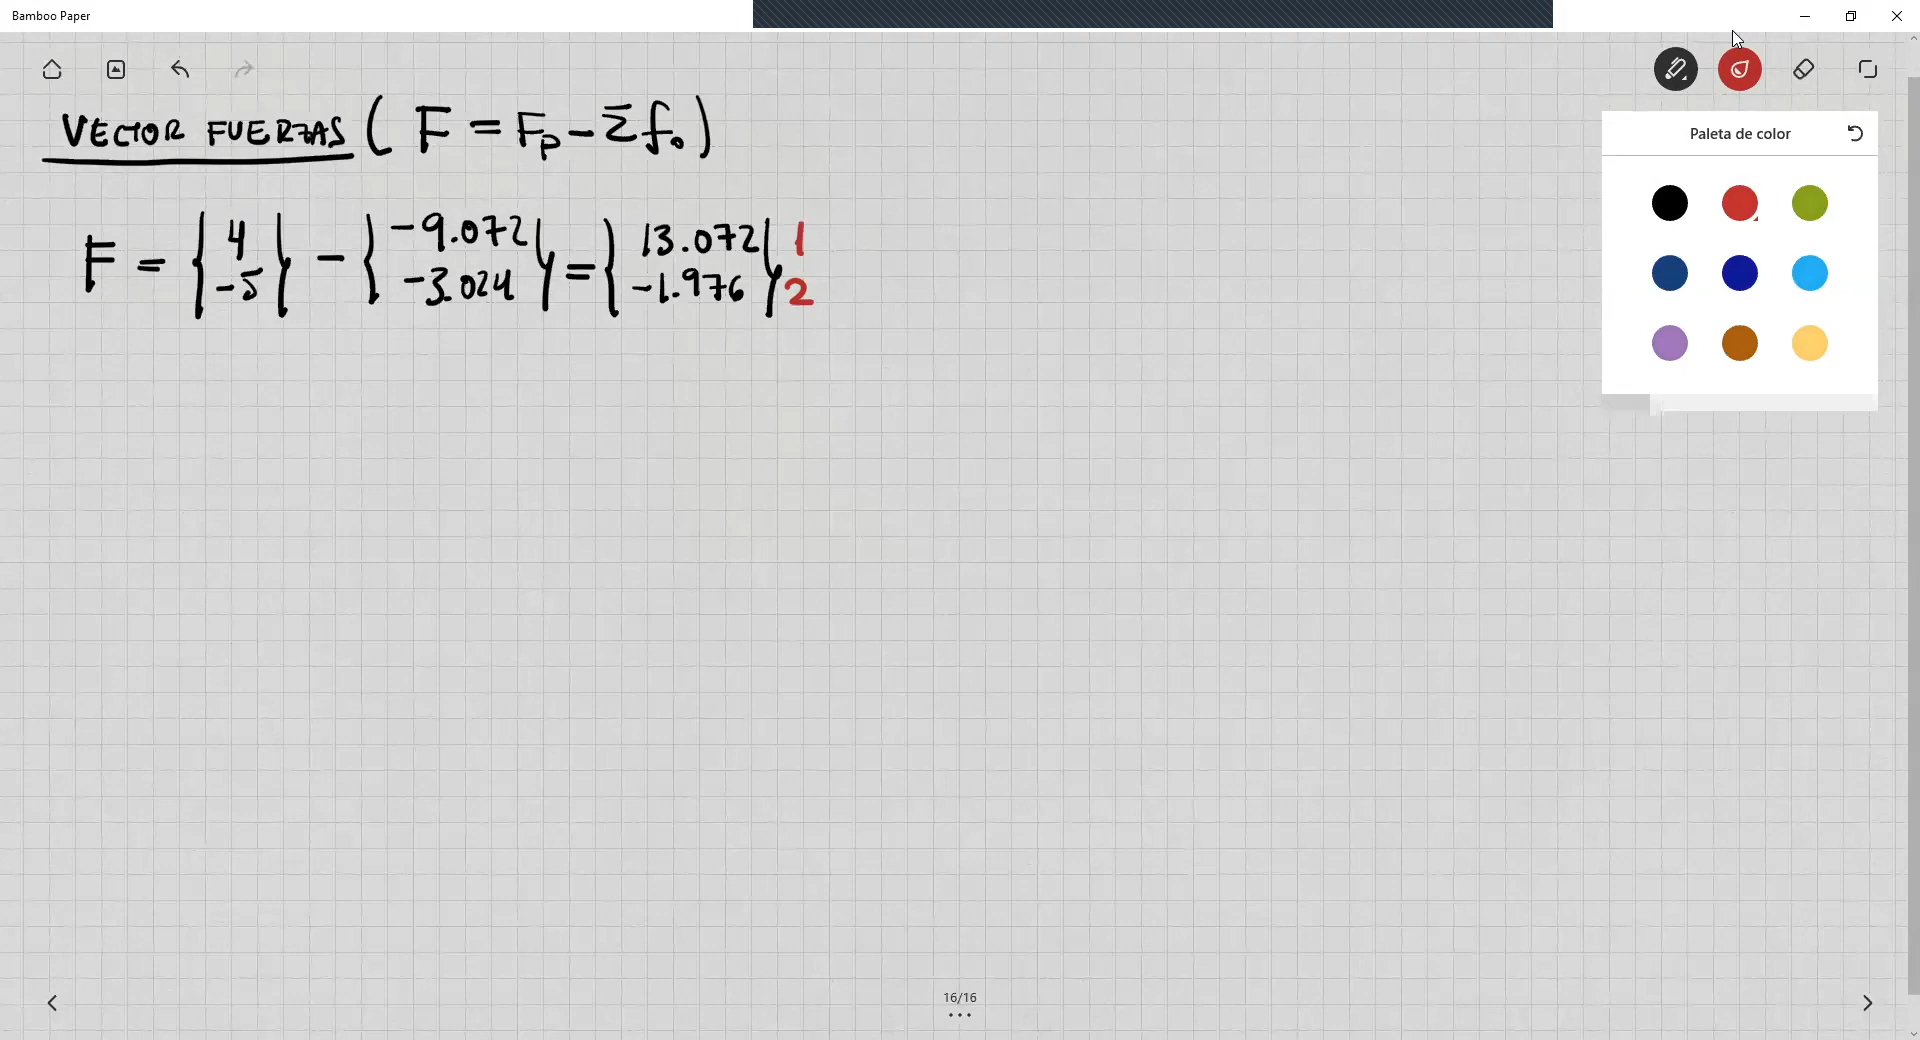 Bamboo Paper
VECTOR FUERZAS ( F = Fp - Σfo )
F = { 4 } - { -9.072 } = { 13.072 } 1
{ -5 } { -3.024 } { -1.976 } 2
Paleta de color
16/16